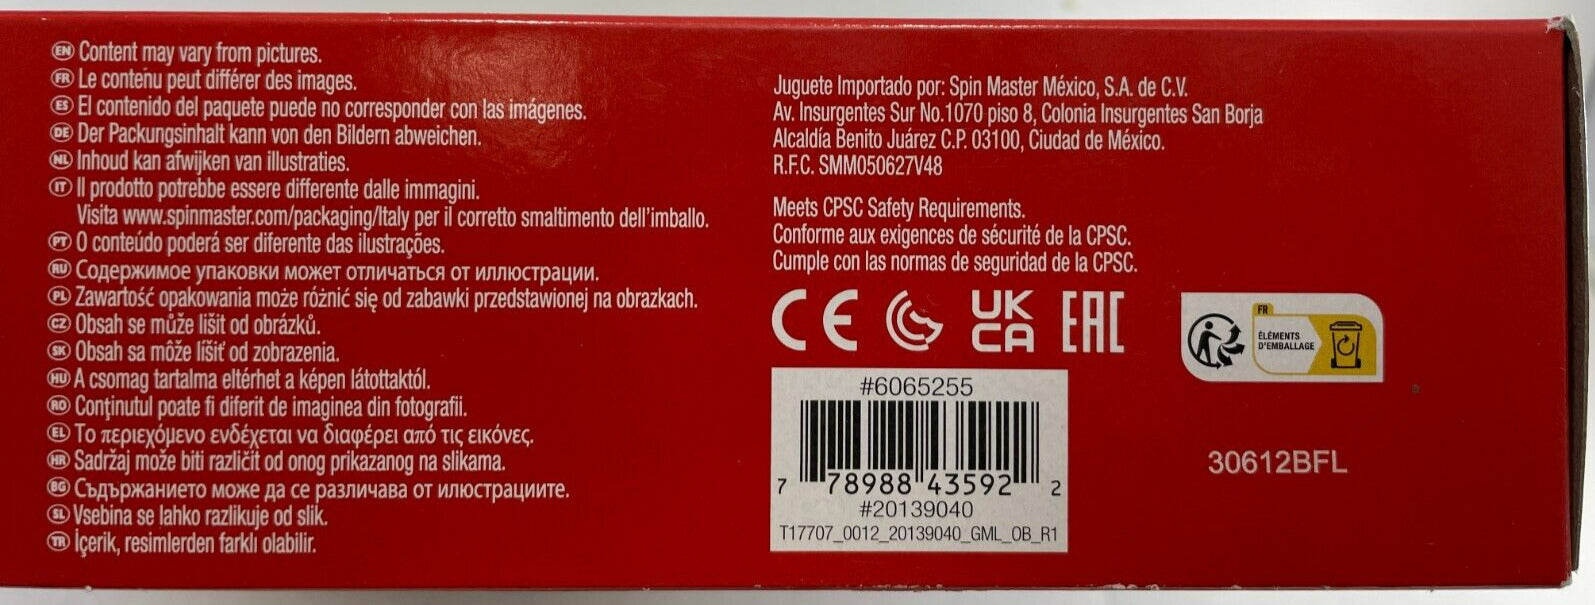 EN Content may vary from pictures.
FR Le contenu peut différer des images.
ES El contenido del paquete puede no corresponder con las imágenes.
DE Der Packungsinhalt kann von den Bildern abweichen.
NL Inhoud kan afwijken van illustraties.
IT Il prodotto potrebbe essere differente dalle immagini.
Visita www.spinmaster.com/packaging/Italy per il corretto smaltimento dell'imballo.
PT O conteúdo poderá ser diferente das ilustrações.
RU Содержимое упаковки может отличаться от иллюстрации.
PL Zawartość opakowania może różnić się od zabawki przedstawionej na obrazkach.
CZ Obsah se může lišit od obrázků.
SK Obsah sa môže líšiť od zobrazenia.
HU A csomag tartalma eltérhet a képen látottaktól.
RO Conţinutul poate fi diferit de imaginea din fotografii.
EL Το περιεχόμενο ενδέχεται να διαφέρει από τις εικόνες.
HR Sadržaj može biti različit od onog prikazanog na slikama.
BG Съдържанието може да се различава от илюстрациите.
SL Vsebina se lahko razlikuje od slik.
TR İçerik, resimlerden farklı olabilir.
Juguete Importado por: Spin Master México, S.A. de C.V.
Av. Insurgentes Sur No.1070 piso 8, Colonia Insurgentes San Borja
Alcaldía Benito Juárez C.P. 03100, Ciudad de México.
R.F.C. SMM050627V48
Meets CPSC Safety Requirements.
Conforme aux exigences de sécurité de la CPSC.
Cumple con las normas de seguridad de la CPSC.
CE UK CA EAC
FR
ÉLÉMENTS
D'EMBALLAGE
#6065255
7 78988 43592 2
#20139040
T17707_0012_20139040_GML_OB_R1
30612BFL